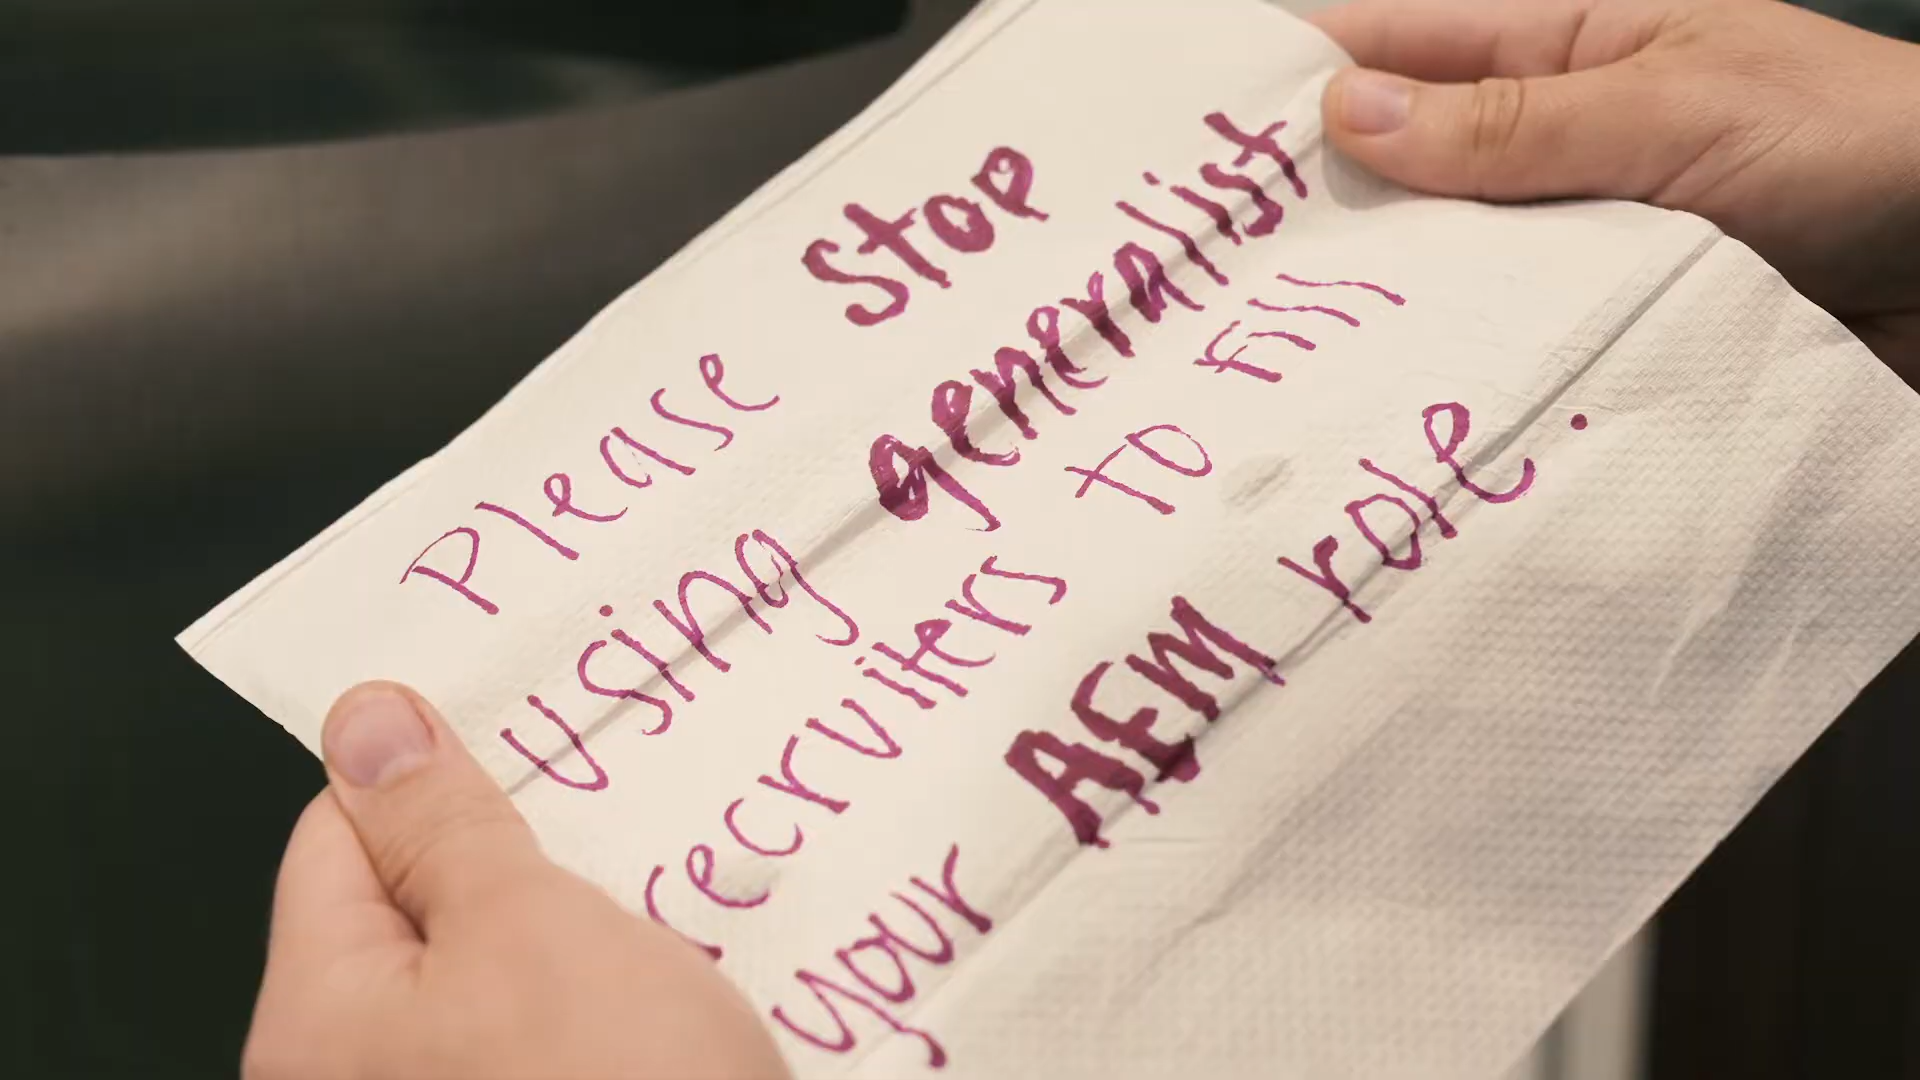 Please Stop
using generalist
recruiters to fill
your AEM role.